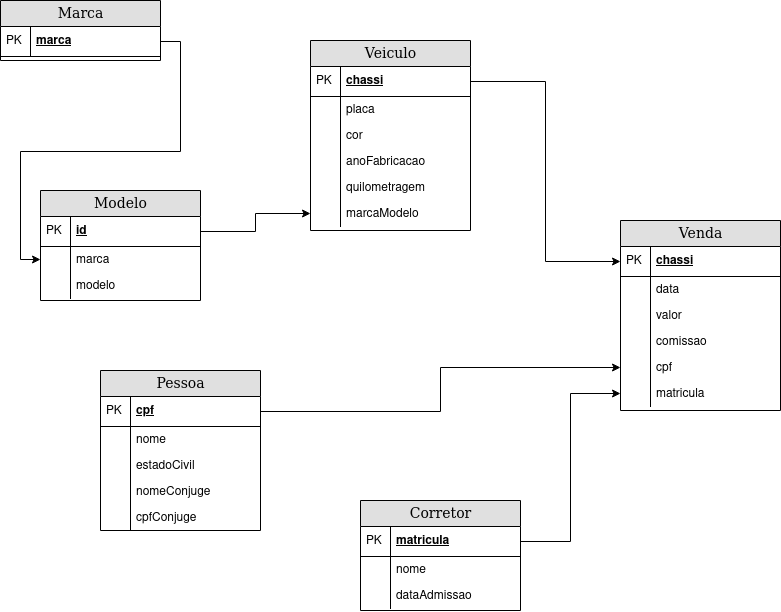 Marca
PK marca
Veiculo
PK chassi
placa
cor
anoFabricacao
quilometragem
marcaModelo
Modelo
PK id
marca
modelo
Venda
PK chassi
data
valor
comissao
cpf
matricula
Pessoa
PK cpf
nome
estadoCivil
nomeConjuge
cpfConjuge
Corretor
PK matricula
nome
dataAdmissao